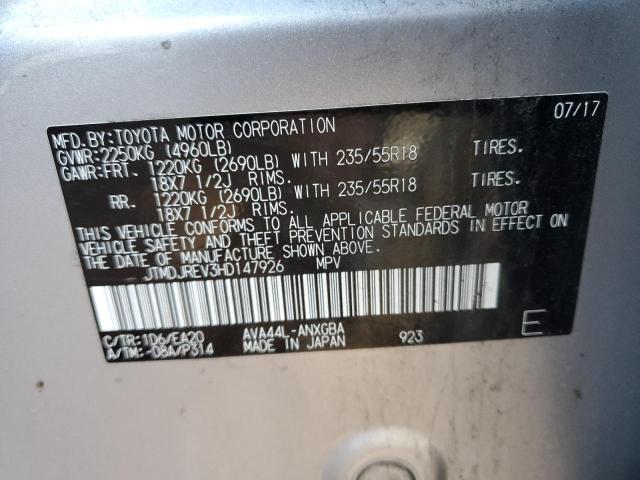 07/17
MFD.BY:TOYOTA MOTOR CORPORATION
GVWR:2250KG (4960LB)
GAWR:FRT. 1220KG (2690LB) WITH 235/55R18 TIRES.
18X7 1/2J RIMS.
RR. 1220KG (2690LB) WITH 235/55R18 TIRES.
18X7 1/2J RIMS.
THIS VEHICLE CONFORMS TO ALL APPLICABLE FEDERAL MOTOR
VEHICLE SAFETY AND THEFT PREVENTION STANDARDS IN EFFECT ON
THE DATE OF MANUFACTURE SHOWN ABOVE.
JTMDJREV3HD147926 MPV
C/TR:1D6/EA20 AVA44L-ANXGBA
A/TM:-08A/P314 MADE IN JAPAN 923 E